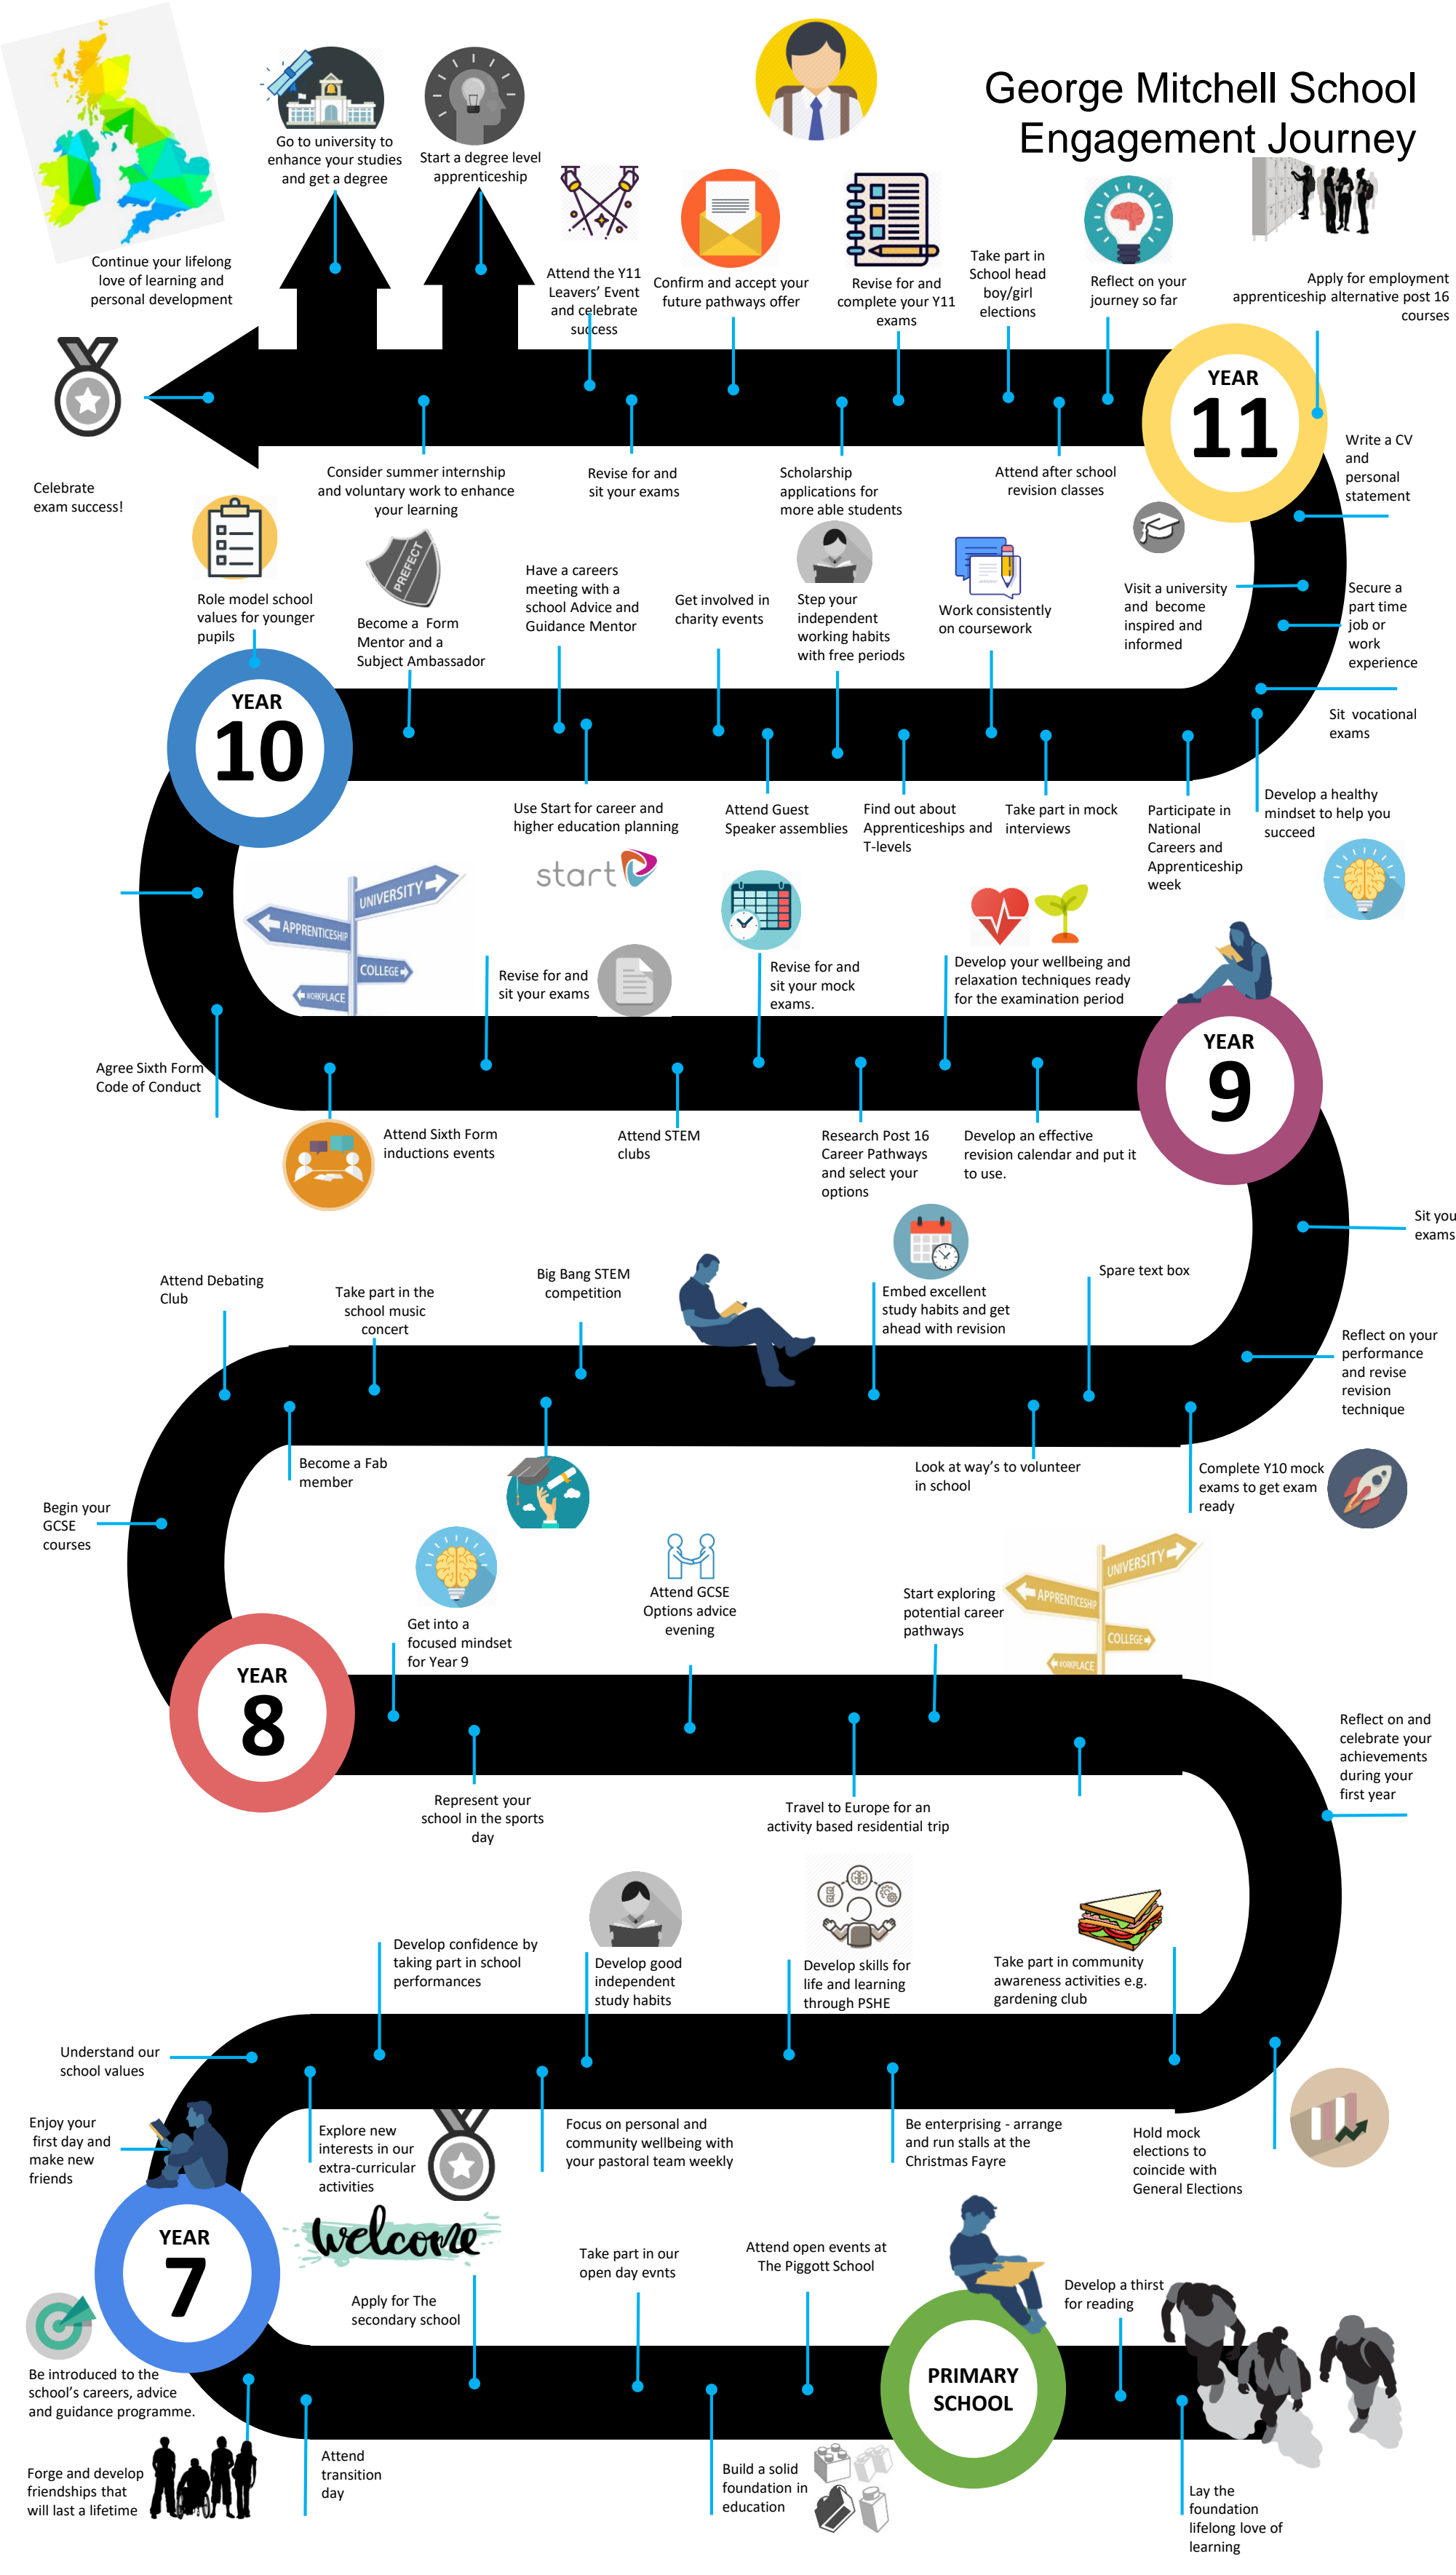 George Mitchell School
Engagement Journey
Go to university to
enhance your studies
and get a degree
Start a degree level
apprenticeship
Continue your lifelong
love of learning and
personal development
Attend the Y11
Leavers' Event
and celebrate
success
Confirm and accept your
future pathways offer
Revise for and
complete your Y11
exams
Take part in
School head
boy/girl
elections
Reflect on your
journey so far
Apply for employment
apprenticeship alternative post 16
courses
YEAR
11
Celebrate
exam success!
Consider summer internship
and voluntary work to enhance
your learning
Revise for and
sit your exams
Scholarship
applications for
more able students
Attend after school
revision classes
Write a CV
and
personal
statement
Role model school
values for younger
pupils
PREFECT
Become a  Form
Mentor and a
Subject Ambassador
Have a careers
meeting with a
school Advice and
Guidance Mentor
Get involved in
charity events
Step your
independent
working habits
with free periods
Work consistently
on coursework
Visit a university
and  become
inspired and
informed
Secure a
part time
job or
work
experience
Sit  vocational
exams
YEAR
10
Use Start for career and
higher education planning
start
Attend Guest
Speaker assemblies
Find out about
Apprenticeships and
T-levels
Take part in mock
interviews
Participate in
National
Careers and
Apprenticeship
week
Develop a healthy
mindset to help you
succeed
UNIVERSITY
APPRENTICESHIP
COLLEGE
WORKPLACE
Revise for and
sit your exams
Revise for and
sit your mock
exams.
Develop your wellbeing and
relaxation techniques ready
for the examination period
YEAR
9
Agree Sixth Form
Code of Conduct
Attend Sixth Form
inductions events
Attend STEM
clubs
Research Post 16
Career Pathways
and select your
options
Develop an effective
revision calendar and put it
to use.
Sit you
exams
Attend Debating
Club
Take part in the
school music
concert
Big Bang STEM
competition
Embed excellent
study habits and get
ahead with revision
Spare text box
Reflect on your
performance
and revise
revision
technique
Become a Fab
member
Look at way's to volunteer
in school
Complete Y10 mock
exams to get exam
ready
Begin your
GCSE
courses
Get into a
focused mindset
for Year 9
Attend GCSE
Options advice
evening
Start exploring
potential career
pathways
UNIVERSITY
APPRENTICESHIP
COLLEGE
WORKPLACE
YEAR
8
Represent your
school in the sports
day
Travel to Europe for an
activity based residential trip
Reflect on and
celebrate your
achievements
during your
first year
Develop confidence by
taking part in school
performances
Develop good
independent
study habits
Develop skills for
life and learning
through PSHE
Take part in community
awareness activities e.g.
gardening club
Understand our
school values
Enjoy your
first day and
make new
friends
Explore new
interests in our
extra-curricular
activities
Focus on personal and
community wellbeing with
your pastoral team weekly
Be enterprising - arrange
and run stalls at the
Christmas Fayre
Hold mock
elections to
coincide with
General Elections
YEAR
7
welcome
Apply for The
secondary school
Take part in our
open day evnts
Attend open events at
The Piggott School
Develop a thirst
for reading
PRIMARY
SCHOOL
Be introduced to the
school's careers, advice
and guidance programme.
Forge and develop
friendships that
will last a lifetime
Attend
transition
day
Build a solid
foundation in
education
Lay the
foundation
lifelong love of
learning